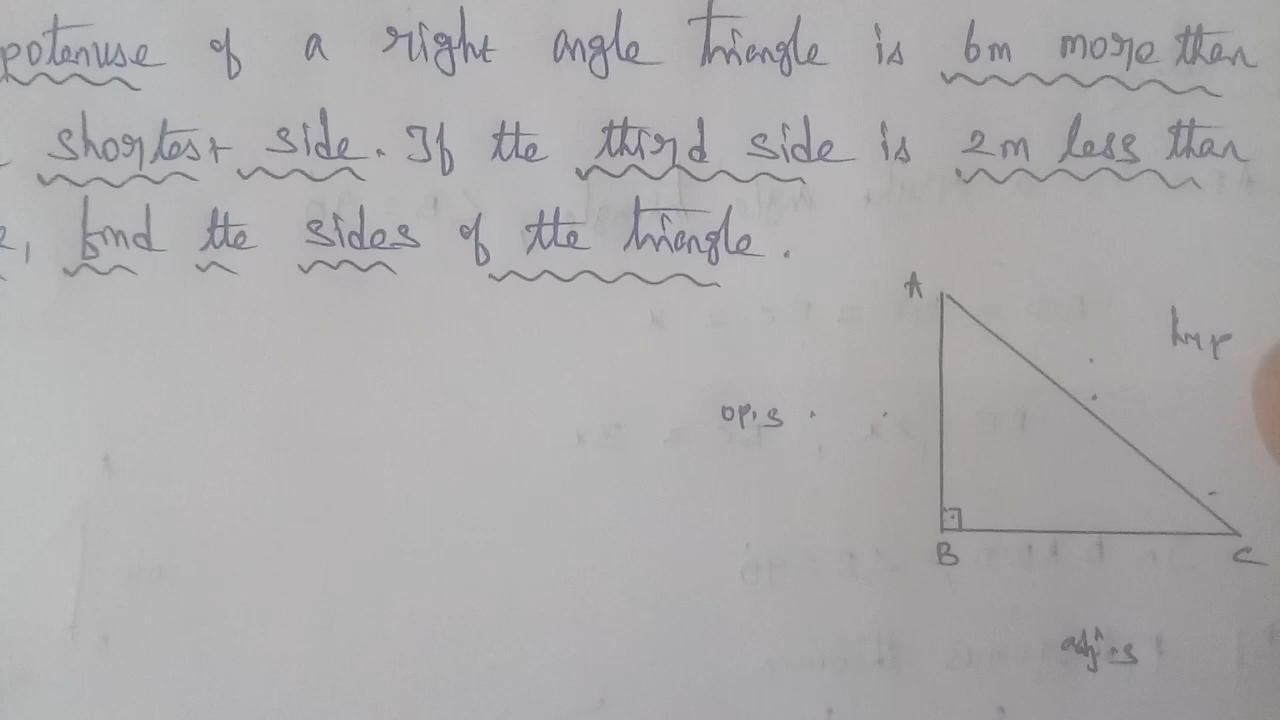 potenuse of a right angle triangle is 6m more than
shortest side. If the third side is 2m less than
, find the sides of the triangle.
A
hyp
op.s
B
C
adj.s